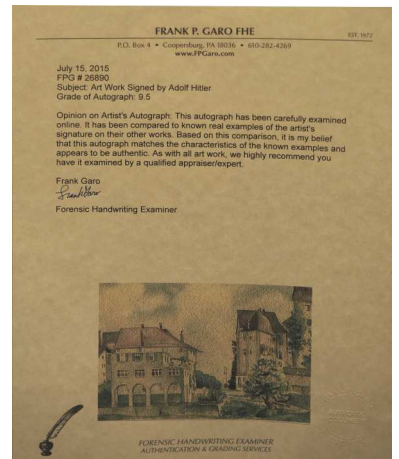 FRANK P. GARO FHE
EST. 1972
P.O. Box 4 • Coopersburg, PA 18036 • 610-282-4269
www.FPGaro.com
July 15, 2015
FPG # 26890
Subject: Art Work Signed by Adolf Hitler
Grade of Autograph: 9.5
Opinion on Artist's Autograph: This autograph has been carefully examined
online. It has been compared to known real examples of the artist's
signature on their other works. Based on this comparison, it is my belief
that this autograph matches the characteristics of the known examples and
appears to be authentic. As with all art work, we highly recommend you
have it examined by a qualified appraiser/expert.
Frank Garo
Frank Garo
Forensic Handwriting Examiner
FORENSIC HANDWRITING EXAMINER
AUTHENTICATION & GRADING SERVICES